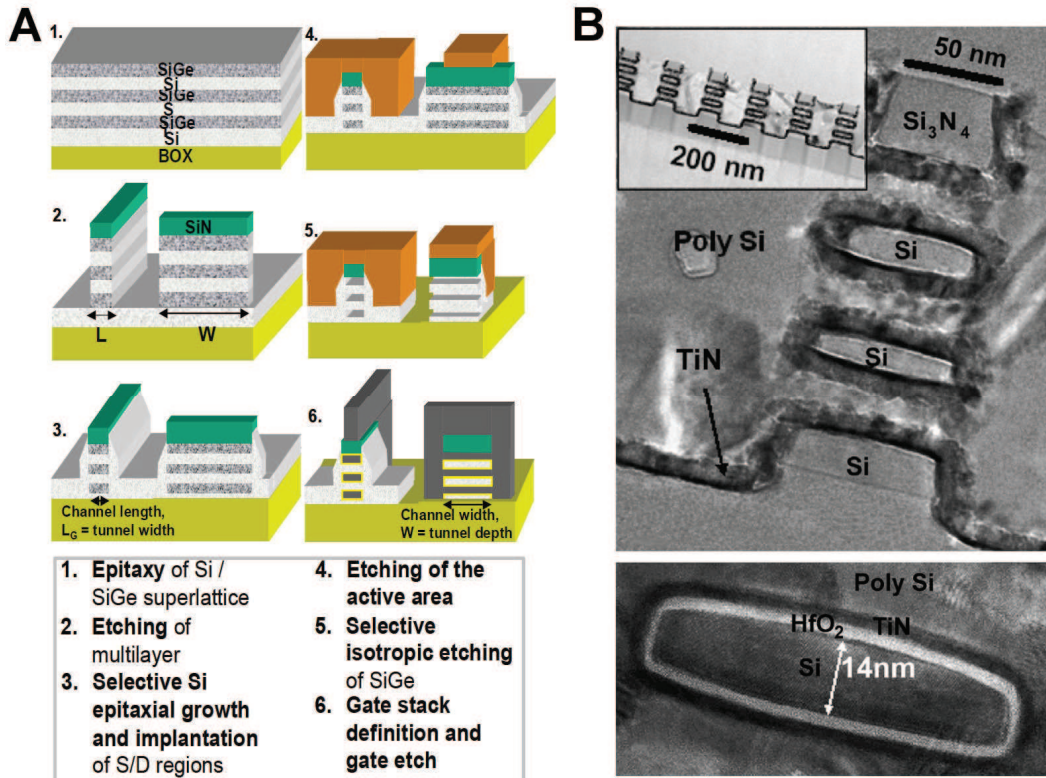 A
1.
SiGe
Si
SiGe
S
SiGe
Si
BOX
2.
SiN
L
W
3.
Channel length,
L_G = tunnel width
4.
5.
6.
Channel width,
W = tunnel depth
1. Epitaxy of Si /
SiGe superlattice
2. Etching of
multilayer
3. Selective Si
epitaxial growth
and implantation
of S/D regions
4. Etching of the
active area
5. Selective
isotropic etching
of SiGe
6. Gate stack
definition and
gate etch
B
200 nm
50 nm
Si₃N₄
Poly Si
Si
Si
TiN
Si
Poly Si
HfO₂ TiN
Si
14nm